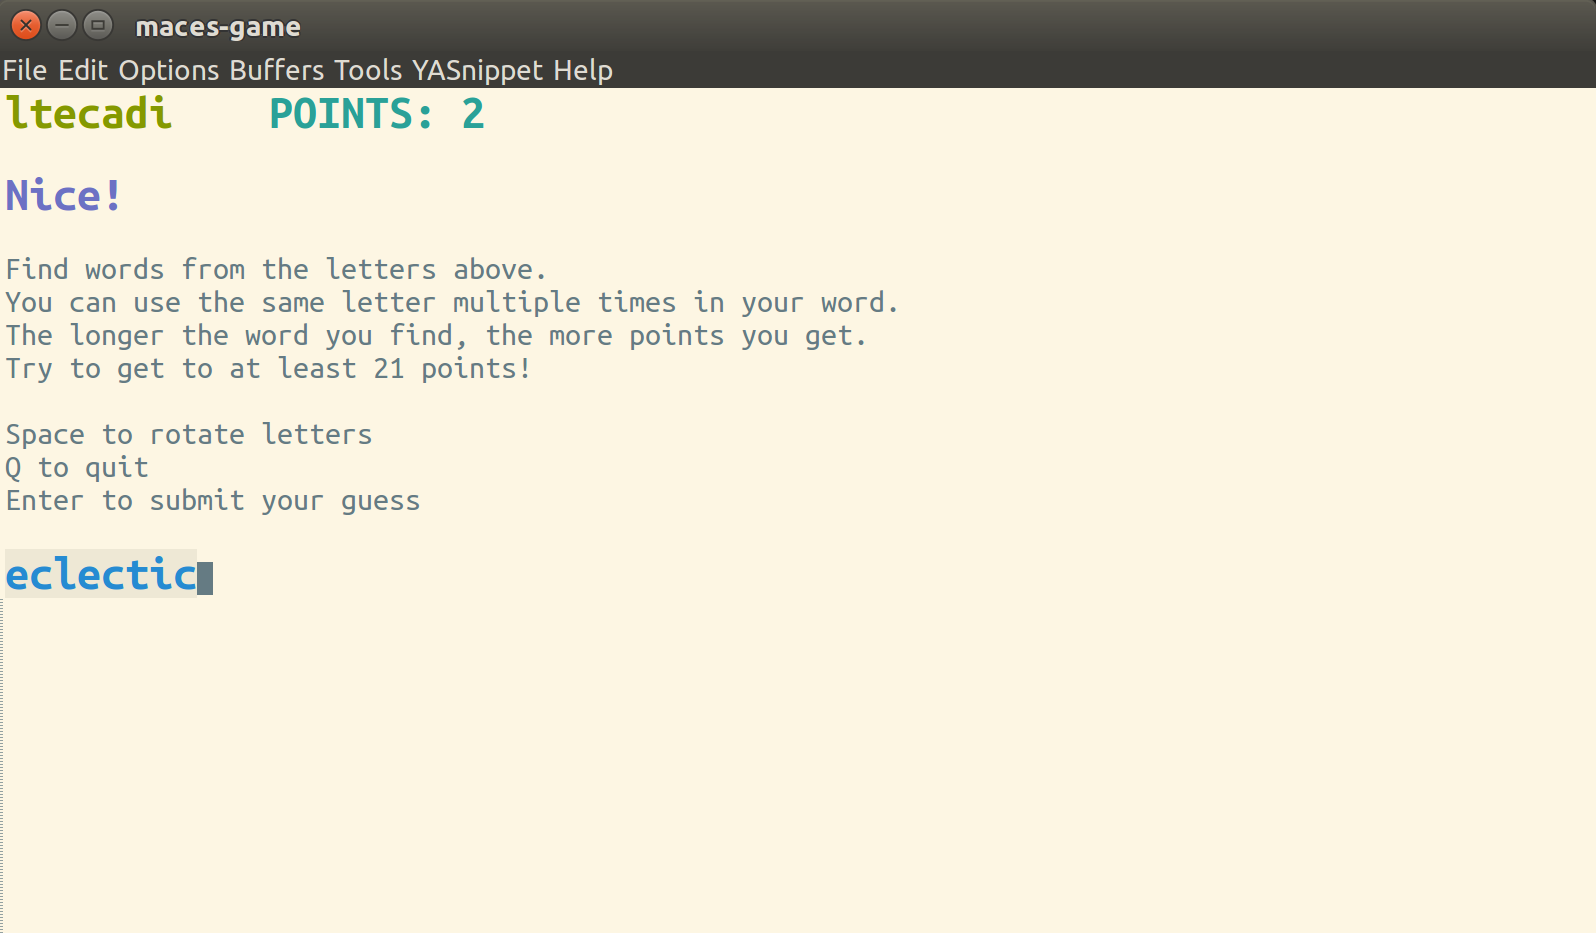 maces-game
File Edit Options Buffers Tools YASnippet Help
ltecadi    POINTS: 2
Nice!
Find words from the letters above.
You can use the same letter multiple times in your word.
The longer the word you find, the more points you get.
Try to get to at least 21 points!
Space to rotate letters
Q to quit
Enter to submit your guess
eclectic